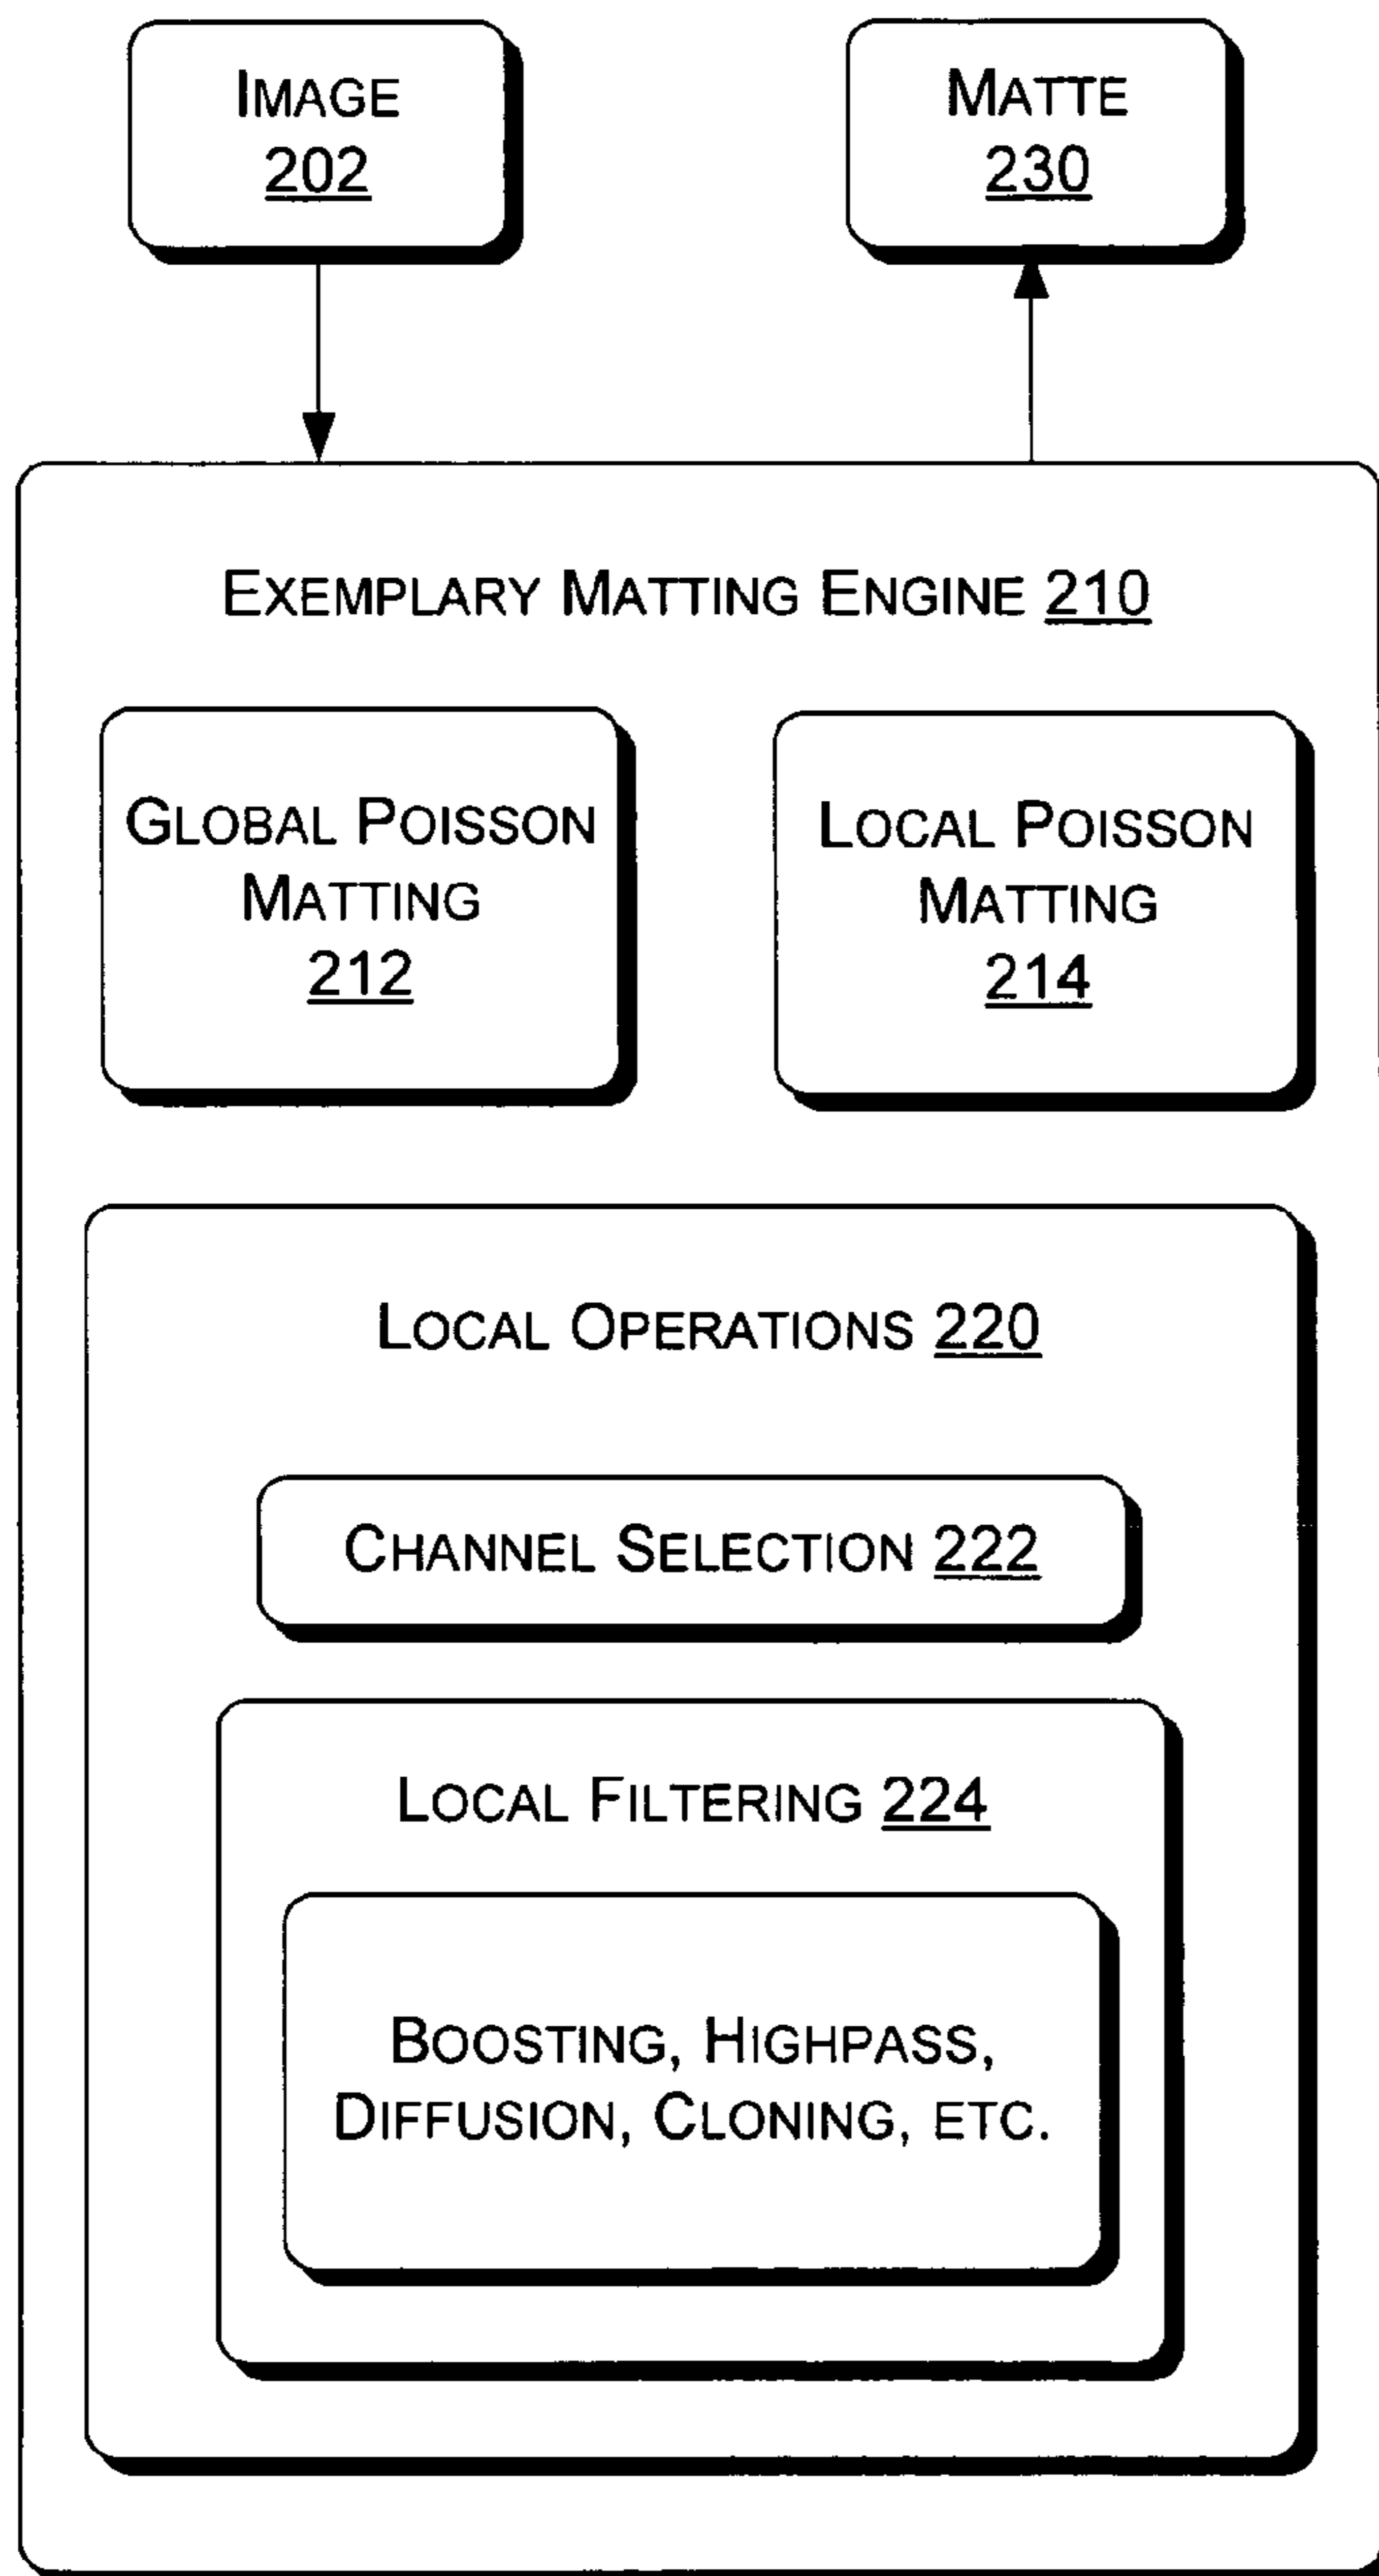 IMAGE
202
MATTE
230
EXEMPLARY MATTING ENGINE 210
GLOBAL POISSON
MATTING
212
LOCAL POISSON
MATTING
214
LOCAL OPERATIONS 220
CHANNEL SELECTION 222
LOCAL FILTERING 224
BOOSTING, HIGHPASS,
DIFFUSION, CLONING, ETC.